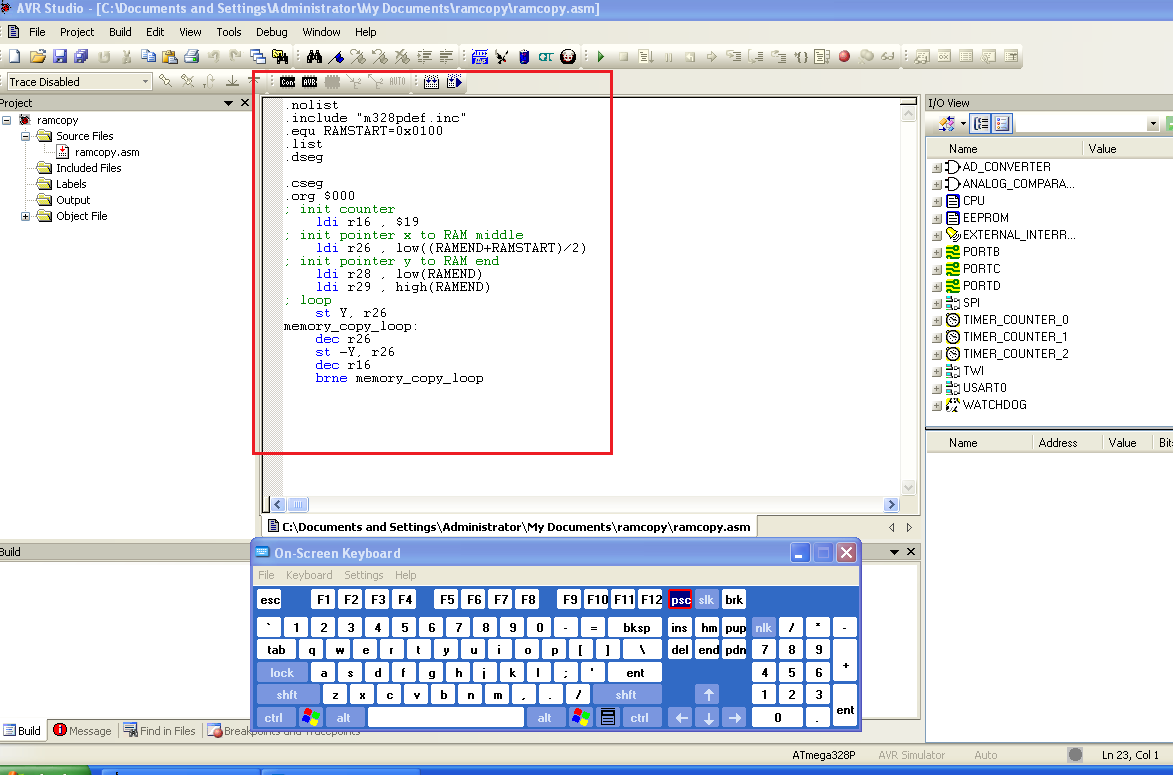 AVR Studio - [C:\Documents and Settings\Administrator\My Documents\ramcopy\ramcopy.asm]
File Project Build Edit View Tools Debug Window Help
Trace Disabled
Con AVR AUTO
Project
ramcopy
Source Files
ramcopy.asm
Included Files
Labels
Output
Object File
.nolist
.include "m328pdef.inc"
.equ RAMSTART=0x0100
.list
.dseg
.cseg
.org $000
; init counter
ldi r16 , $19
; init pointer x to RAM middle
ldi r26 , low((RAMEND+RAMSTART)/2)
; init pointer y to RAM end
ldi r28 , low(RAMEND)
ldi r29 , high(RAMEND)
; loop
st Y, r26
memory_copy_loop:
dec r26
st -Y, r26
dec r16
brne memory_copy_loop
C:\Documents and Settings\Administrator\My Documents\ramcopy\ramcopy.asm
I/O View
Name Value
AD_CONVERTER
ANALOG_COMPARA...
CPU
EEPROM
EXTERNAL_INTERR...
PORTB
PORTC
PORTD
SPI
TIMER_COUNTER_0
TIMER_COUNTER_1
TIMER_COUNTER_2
TWI
USART0
WATCHDOG
Name Address Value Bit
Build
On-Screen Keyboard
File Keyboard Settings Help
esc F1 F2 F3 F4 F5 F6 F7 F8 F9 F10 F11 F12 psc slk brk
` 1 2 3 4 5 6 7 8 9 0 - = bksp ins hm pup nlk / * -
tab q w e r t y u i o p [ ] \ del end pdn 7 8 9 +
lock a s d f g h j k l ; ' ent 4 5 6
shft z x c v b n m , . / shft ↑ 1 2 3 ent
ctrl alt alt ctrl ← ↓ → 0 .
Build Message Find in Files Breakpoints and Tracepoints
ATmega328P AVR Simulator Auto Ln 23, Col 1